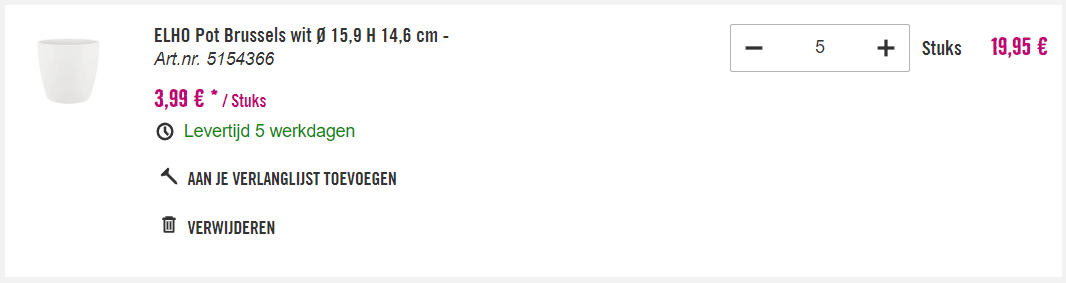 ELHO Pot Brussels wit Ø 15,9 H 14,6 cm -
Art.nr. 5154366
3,99 € * / Stuks
Levertijd 5 werkdagen
AAN JE VERLANGLIJST TOEVOEGEN
VERWIJDEREN
− 5 + Stuks 19,95 €